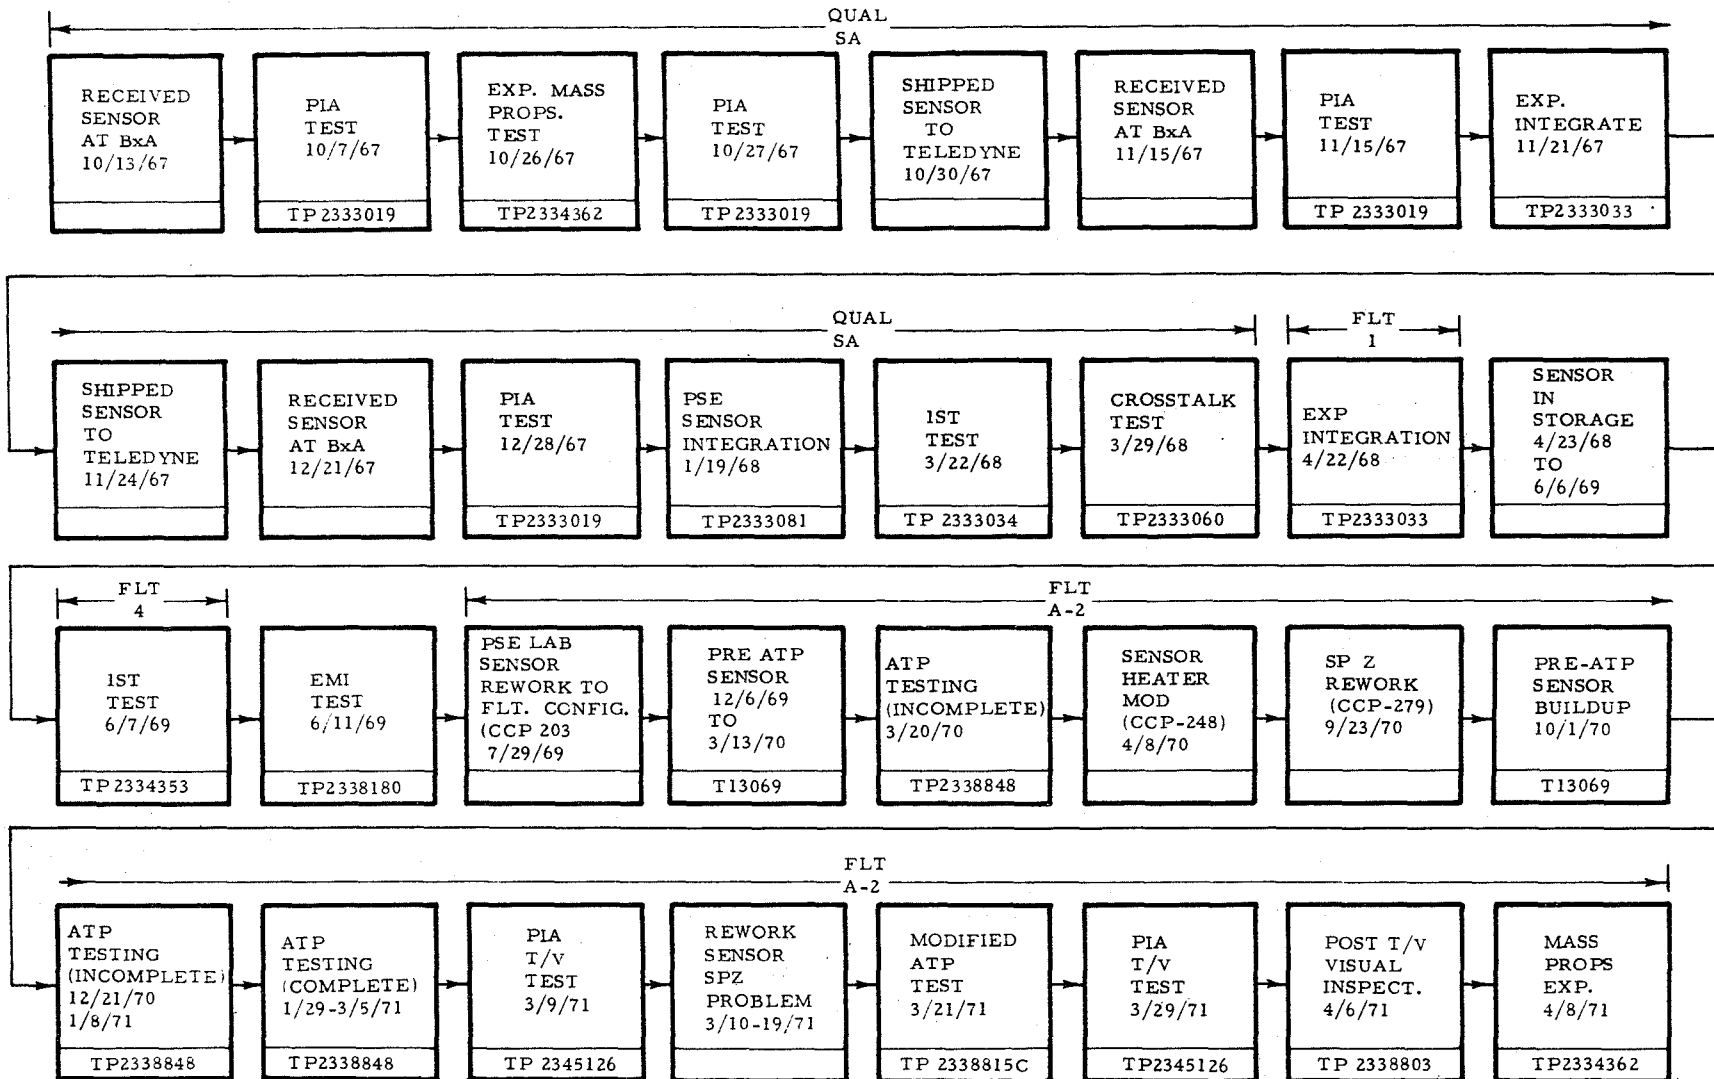 QUAL
SA
RECEIVED
SENSOR
AT BxA
10/13/67
PIA
TEST
10/7/67
TP 2333019
EXP. MASS
PROPS.
TEST
10/26/67
TP2334362
PIA
TEST
10/27/67
TP 2333019
SHIPPED
SENSOR
TO
TELEDYNE
10/30/67
RECEIVED
SENSOR
AT BxA
11/15/67
PIA
TEST
11/15/67
TP 2333019
EXP.
INTEGRATE
11/21/67
TP2333033
QUAL
SA
FLT
1
SHIPPED
SENSOR
TO
TELEDYNE
11/24/67
RECEIVED
SENSOR
AT BxA
12/21/67
PIA
TEST
12/28/67
TP2333019
PSE
SENSOR
INTEGRATION
1/19/68
TP2333081
1ST
TEST
3/22/68
TP 2333034
CROSSTALK
TEST
3/29/68
TP2333060
EXP
INTEGRATION
4/22/68
TP2333033
SENSOR
IN
STORAGE
4/23/68
TO
6/6/69
FLT
4
FLT
A-2
1ST
TEST
6/7/69
TP 2334353
EMI
TEST
6/11/69
TP2338180
PSE LAB
SENSOR
REWORK TO
FLT. CONFIG.
(CCP 203
7/29/69
PRE ATP
SENSOR
12/6/69
TO
3/13/70
T13069
ATP
TESTING
(INCOMPLETE)
3/20/70
TP2338848
SENSOR
HEATER
MOD
(CCP-248)
4/8/70
SP Z
REWORK
(CCP-279)
9/23/70
PRE-ATP
SENSOR
BUILDUP
10/1/70
T13069
FLT
A-2
ATP
TESTING
(INCOMPLETE)
12/21/70
1/8/71
TP2338848
ATP
TESTING
(COMPLETE)
1/29-3/5/71
TP2338848
PIA
T/V
TEST
3/9/71
TP 2345126
REWORK
SENSOR
SPZ
PROBLEM
3/10-19/71
MODIFIED
ATP
TEST
3/21/71
TP 2338815C
PIA
T/V
TEST
3/29/71
TP2345126
POST T/V
VISUAL
INSPECT.
4/6/71
TP 2338803
MASS
PROPS
EXP.
4/8/71
TP2334362